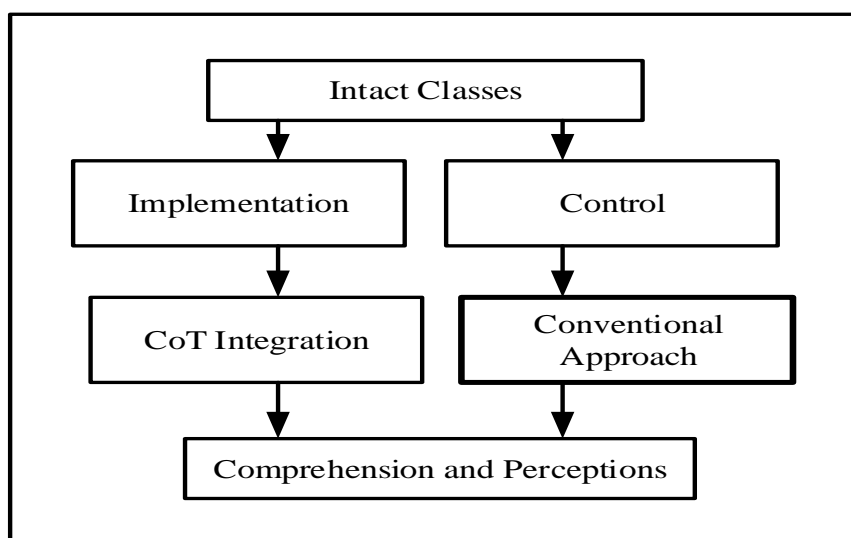 Intact Classes
Implementation
Control
CoT Integration
Conventional
Approach
Comprehension and Perceptions